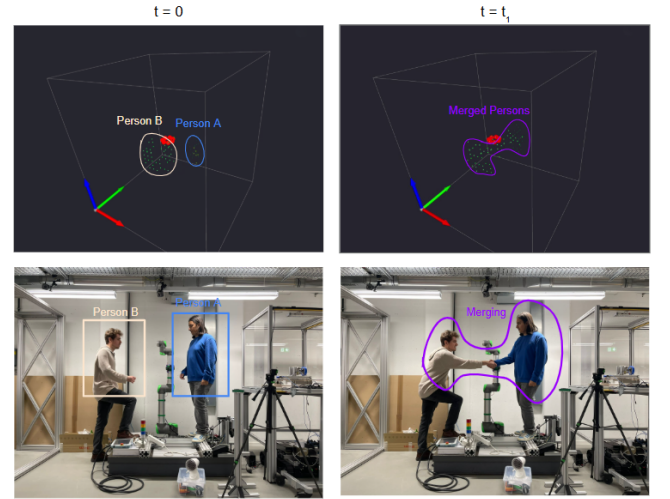 t = 0
t = t₁
Person B
Person A
Merged Persons
Person B
Person A
Merging